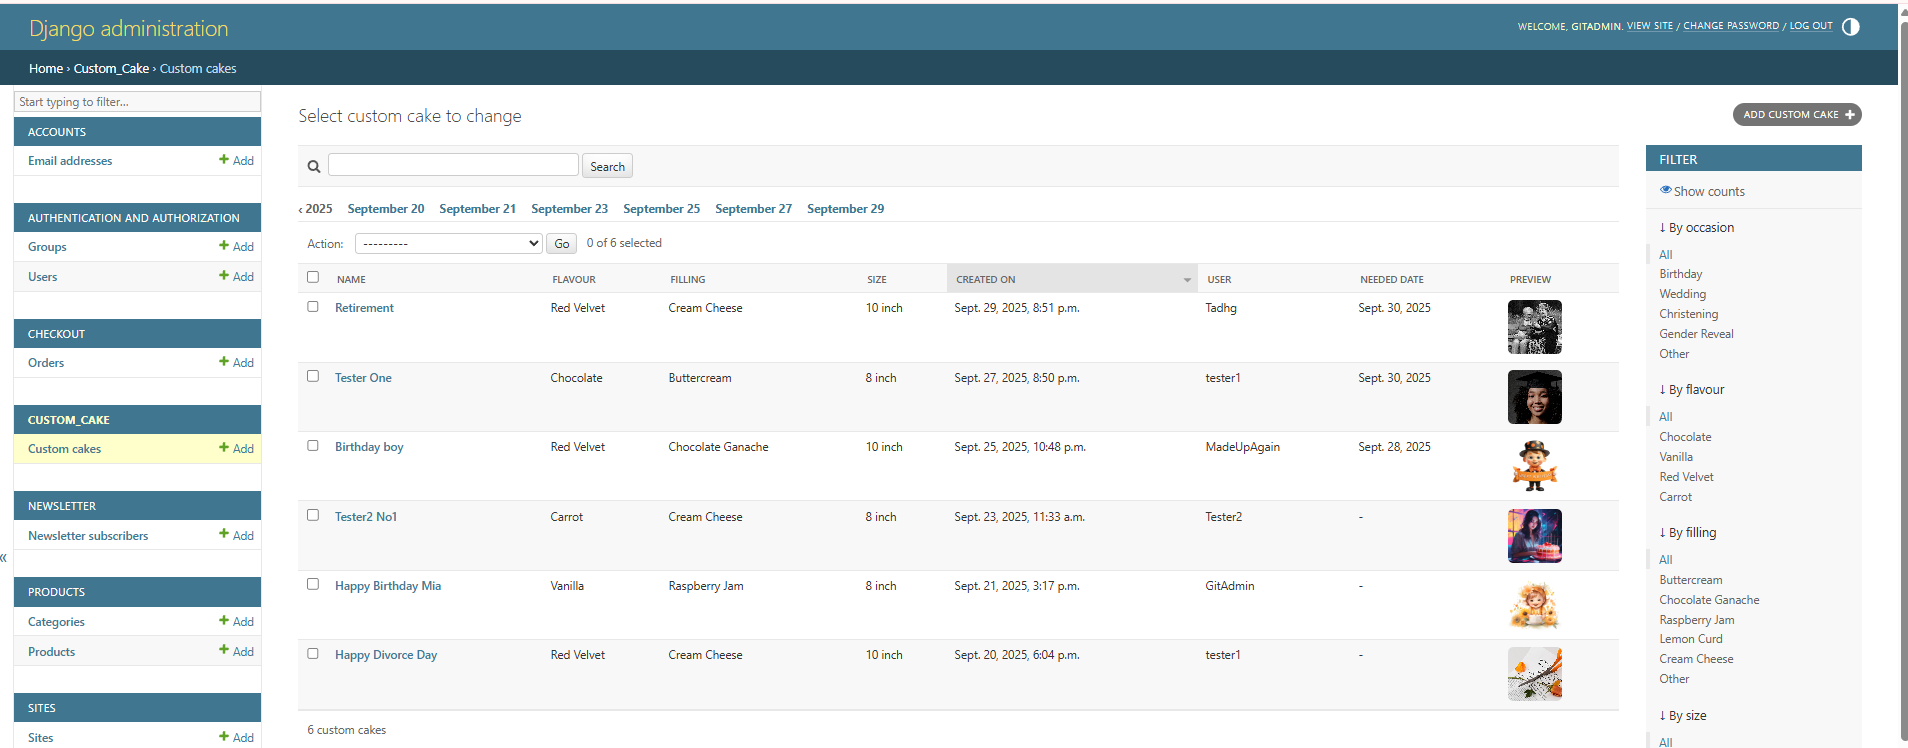 Django administration
WELCOME, GITADMIN. VIEW SITE / CHANGE PASSWORD / LOG OUT
Home › Custom_Cake › Custom cakes
Start typing to filter...
ACCOUNTS
Email addresses
Add
AUTHENTICATION AND AUTHORIZATION
Groups
Add
Users
Add
CHECKOUT
Orders
Add
CUSTOM_CAKE
Custom cakes
Add
NEWSLETTER
Newsletter subscribers
Add
PRODUCTS
Categories
Add
Products
Add
SITES
Sites
Add
«
Select custom cake to change
ADD CUSTOM CAKE
Search
‹ 2025 September 20 September 21 September 23 September 25 September 27 September 29
Action: --------- Go 0 of 6 selected
NAME FLAVOUR FILLING SIZE CREATED ON USER NEEDED DATE PREVIEW
Retirement Red Velvet Cream Cheese 10 inch Sept. 29, 2025, 8:51 p.m. Tadhg Sept. 30, 2025
Tester One Chocolate Buttercream 8 inch Sept. 27, 2025, 8:50 p.m. tester1 Sept. 30, 2025
Birthday boy Red Velvet Chocolate Ganache 10 inch Sept. 25, 2025, 10:48 p.m. MadeUpAgain Sept. 28, 2025
Tester2 No1 Carrot Cream Cheese 8 inch Sept. 23, 2025, 11:33 a.m. Tester2 -
Happy Birthday Mia Vanilla Raspberry Jam 8 inch Sept. 21, 2025, 3:17 p.m. GitAdmin -
Happy Divorce Day Red Velvet Cream Cheese 10 inch Sept. 20, 2025, 6:04 p.m. tester1 -
6 custom cakes
FILTER
Show counts
↓ By occasion
All
Birthday
Wedding
Christening
Gender Reveal
Other
↓ By flavour
All
Chocolate
Vanilla
Red Velvet
Carrot
↓ By filling
All
Buttercream
Chocolate Ganache
Raspberry Jam
Lemon Curd
Cream Cheese
Other
↓ By size
All